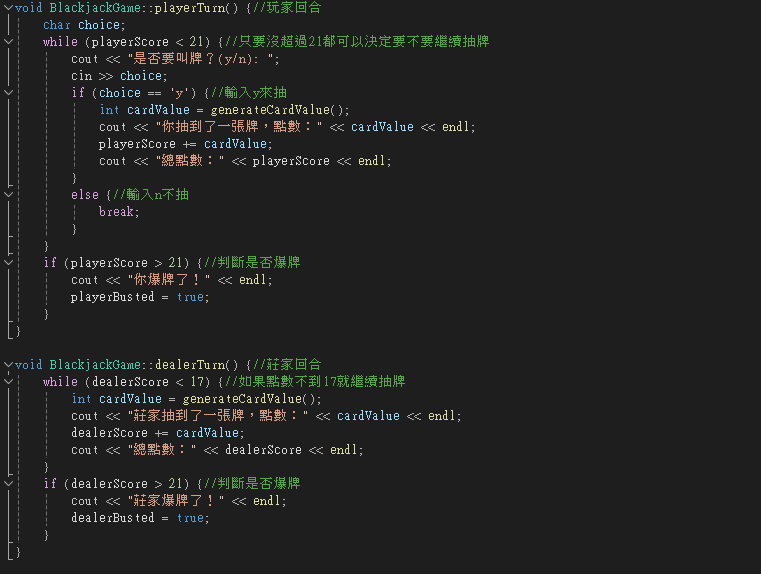 void BlackjackGame::playerTurn() {//玩家回合
char choice;
while (playerScore < 21) {//只要沒超過21都可以決定要不要繼續抽牌
cout << "是否要叫牌？(y/n): ";
cin >> choice;
if (choice == 'y') {//輸入y來抽
int cardValue = generateCardValue();
cout << "你抽到了一張牌，點數：" << cardValue << endl;
playerScore += cardValue;
cout << "總點數：" << playerScore << endl;
}
else {//輸入n不抽
break;
}
}
if (playerScore > 21) {//判斷是否爆牌
cout << "你爆牌了！" << endl;
playerBusted = true;
}
}
void BlackjackGame::dealerTurn() {//莊家回合
while (dealerScore < 17) {//如果點數不到17就繼續抽牌
int cardValue = generateCardValue();
cout << "莊家抽到了一張牌，點數：" << cardValue << endl;
dealerScore += cardValue;
cout << "總點數：" << dealerScore << endl;
}
if (dealerScore > 21) {//判斷是否爆牌
cout << "莊家爆牌了！" << endl;
dealerBusted = true;
}
}